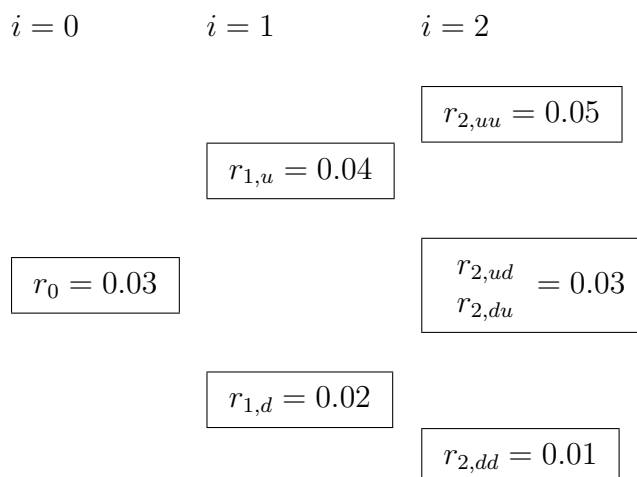 i = 0
i = 1
i = 2
r_{2,uu} = 0.05
r_{1,u} = 0.04
r_0 = 0.03
r_{2,ud}
r_{2,du} = 0.03
r_{1,d} = 0.02
r_{2,dd} = 0.01